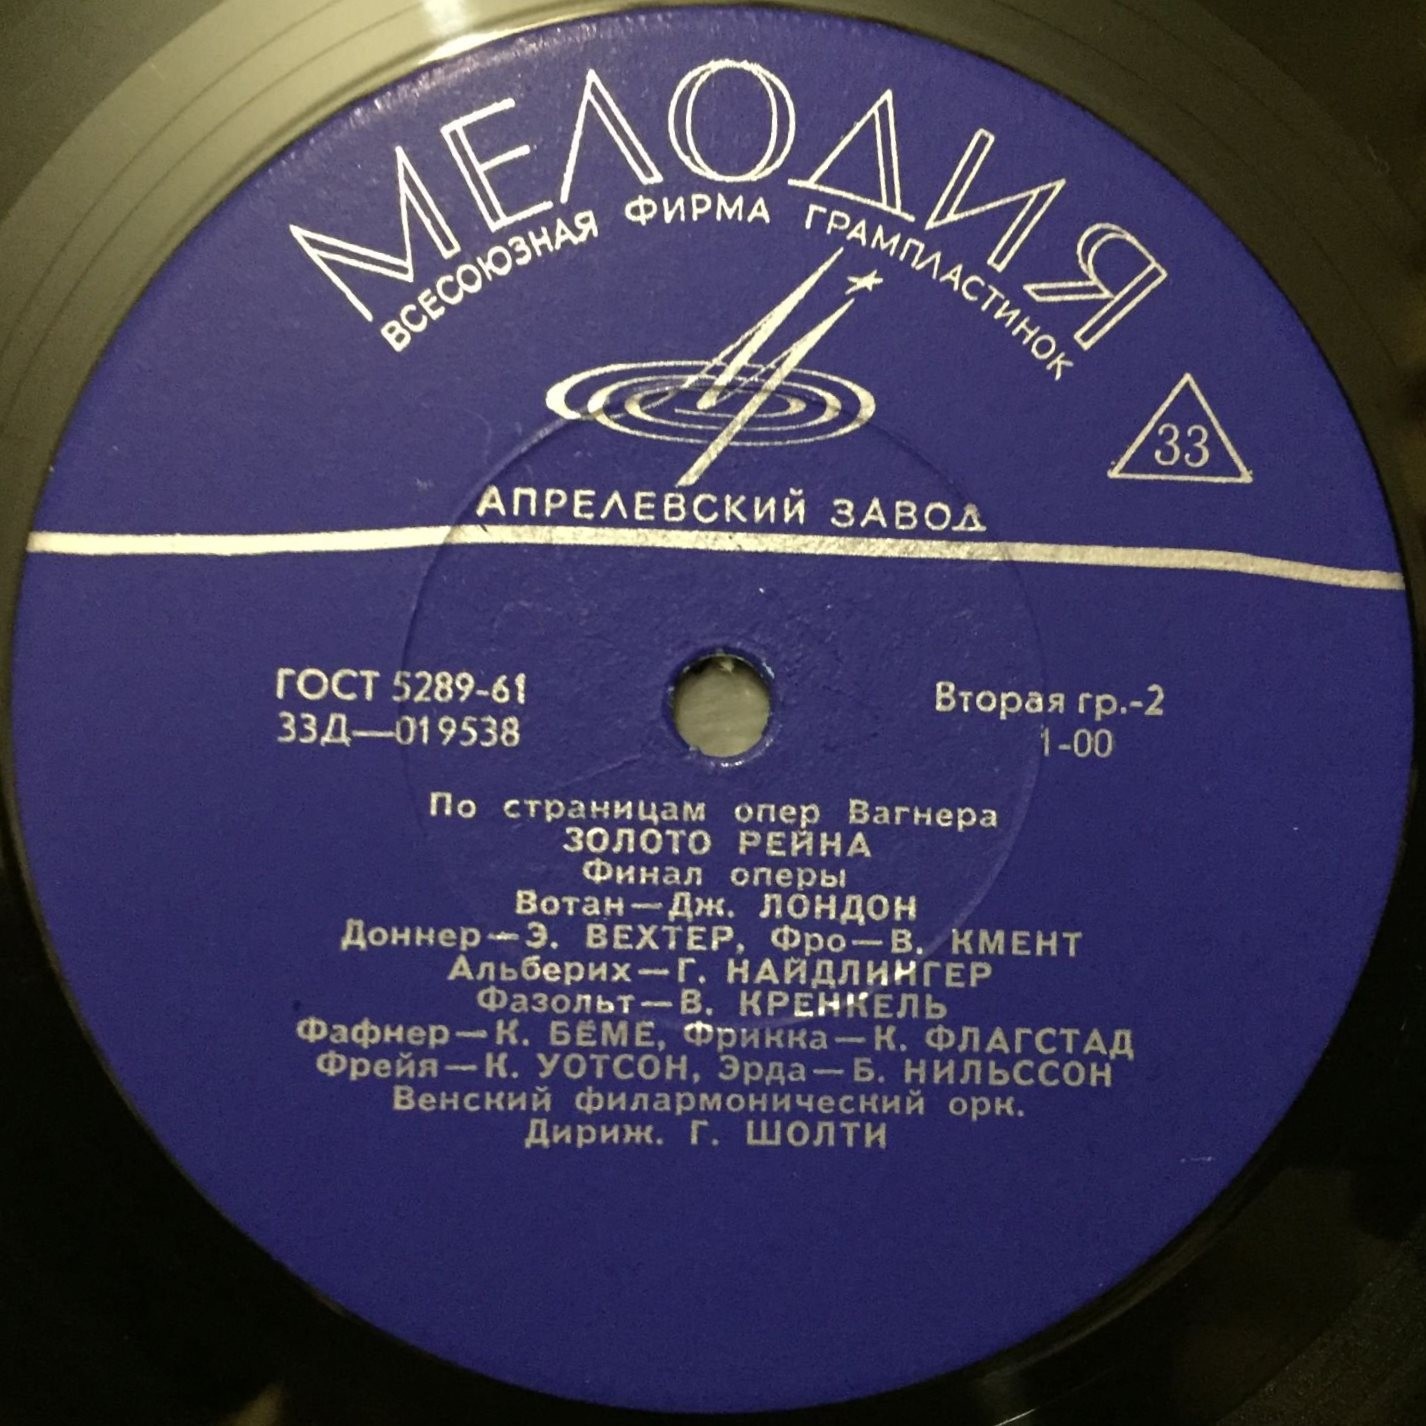 МЕЛОДИЯ
ВСЕСОЮЗНАЯ ФИРМА ГРАМПЛАСТИНОК
33
АПРЕЛЕВСКИЙ ЗАВОД
ГОСТ 5289-61
33Д—019538
Вторая гр.-2
1-00
По страницам опер Вагнера
ЗОЛОТО РЕЙНА
Финал оперы
Вотан—Дж. ЛОНДОН
Доннер—Э. ВЕХТЕР, Фро—В. КМЕНТ
Альберих—Г. НАЙДЛИНГЕР
Фазольт—В. КРЕНКЕЛЬ
Фафнер—К. БЁМЕ, Фрикка—К. ФЛАГСТАД
Фрейя—К. УОТСОН, Эрда—Б. НИЛЬССОН
Венский филармонический орк.
Дириж. Г. ШОЛТИ